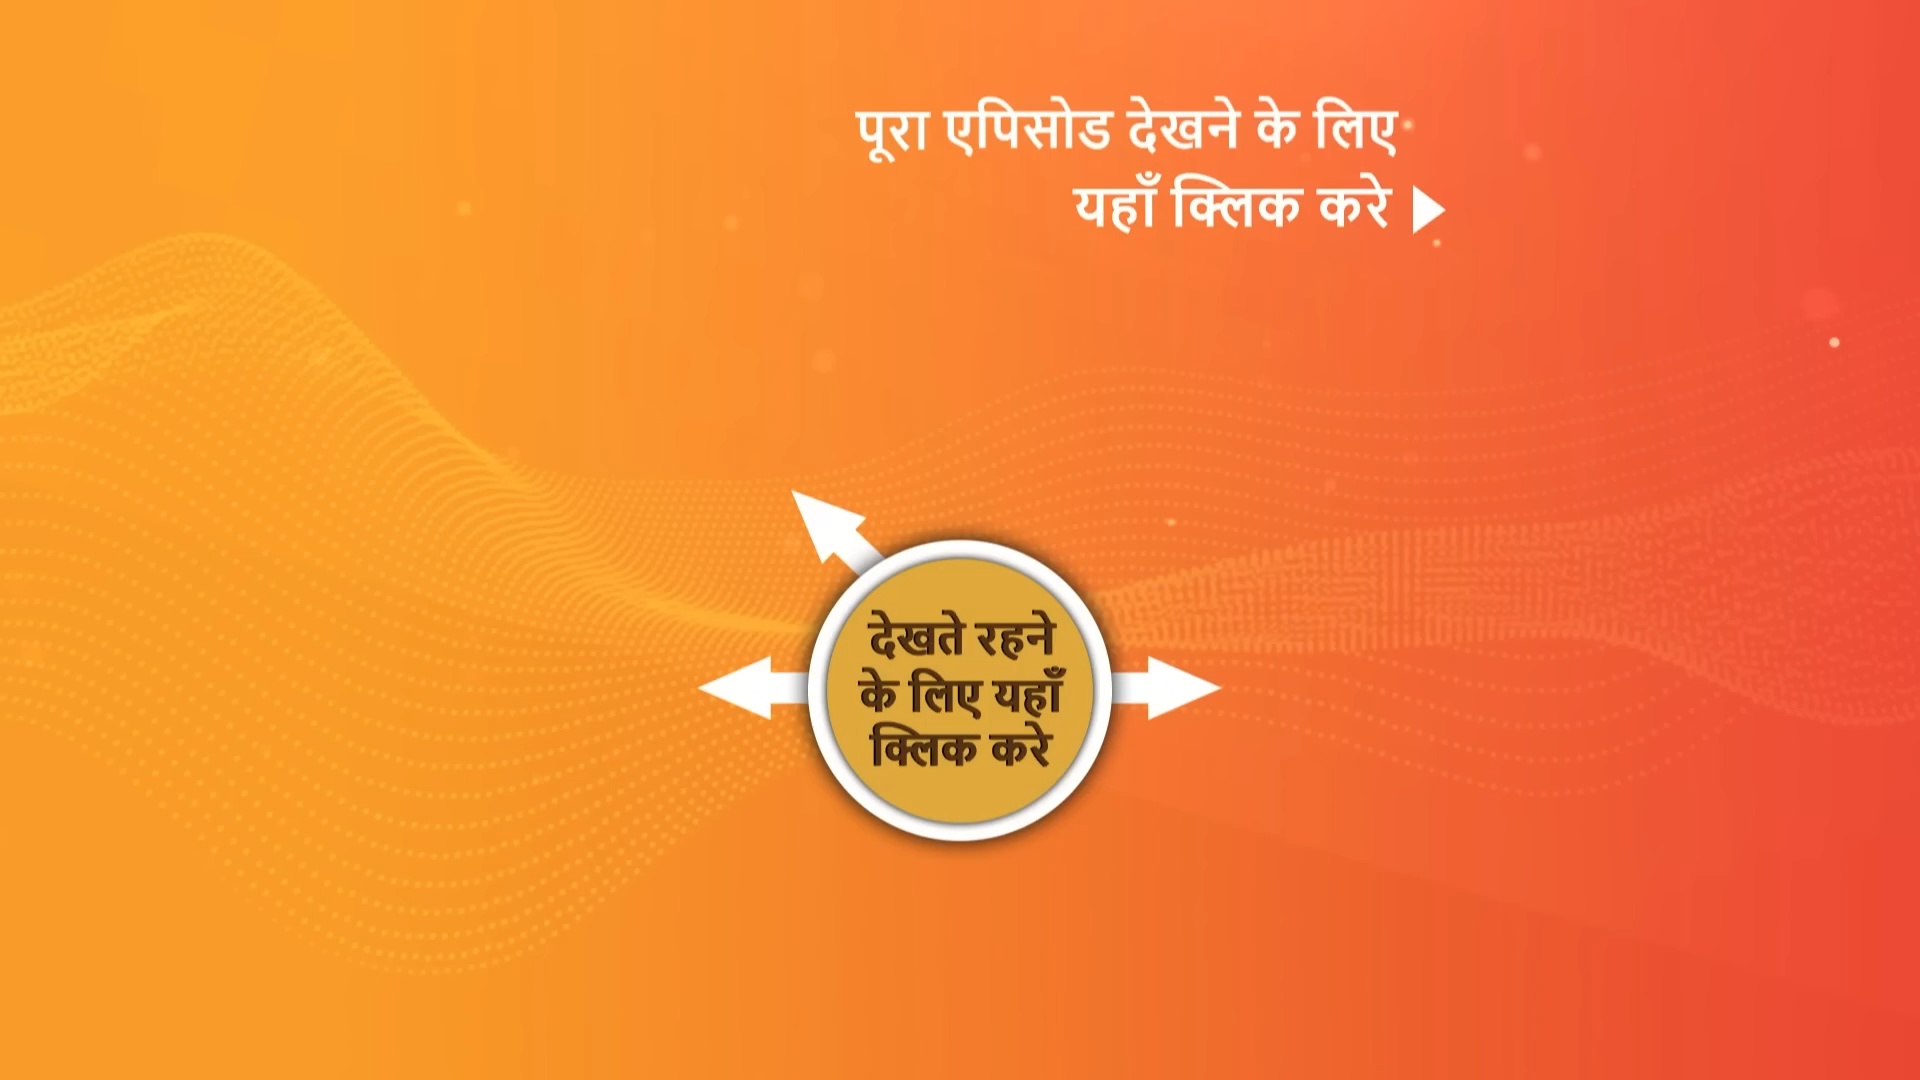 पूरा एपिसोड देखने के लिए
यहाँ क्लिक करे
देखते रहने
के लिए यहाँ
क्लिक करे